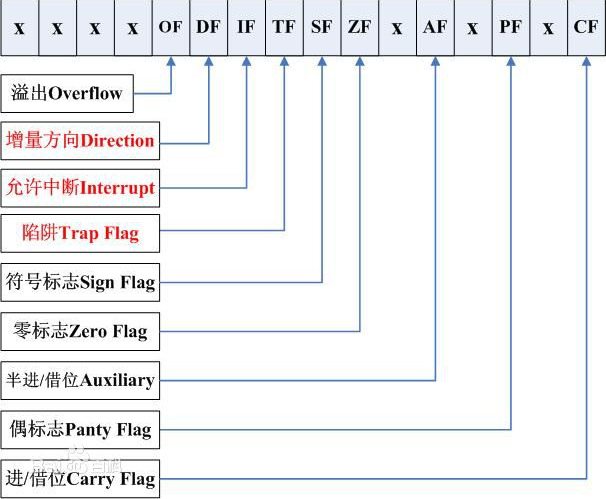 x x x x OF DF IF TF SF ZF x AF x PF x CF
溢出Overflow
增量方向Direction
允许中断Interrupt
陷阱Trap Flag
符号标志Sign Flag
零标志Zero Flag
半进/借位Auxiliary
偶标志Panty Flag
进/借位Carry Flag